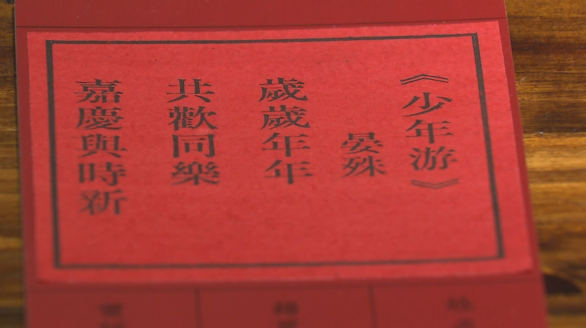 《少年游》
晏殊
歲歲年年
共歡同樂
嘉慶與時新